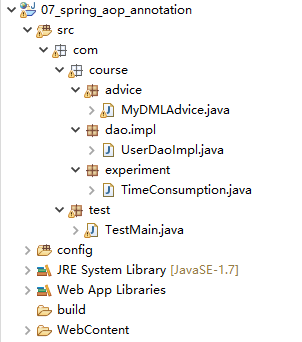 07_spring_aop_annotation
src
com
course
advice
MyDMLAdvice.java
dao.impl
UserDaoImpl.java
experiment
TimeConsumption.java
test
TestMain.java
config
JRE System Library [JavaSE-1.7]
Web App Libraries
build
WebContent